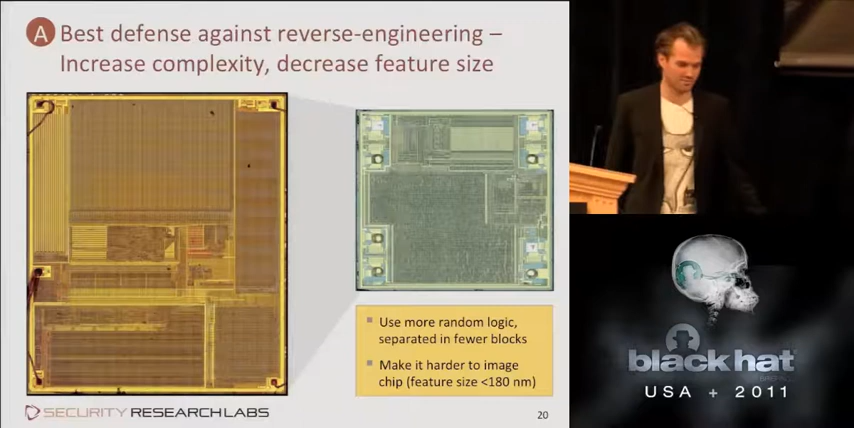 A Best defense against reverse-engineering –
Increase complexity, decrease feature size
Use more random logic,
separated in fewer blocks
Make it harder to image
chip (feature size <180 nm)
SECURITY RESEARCH LABS
20
black hat
USA + 2011